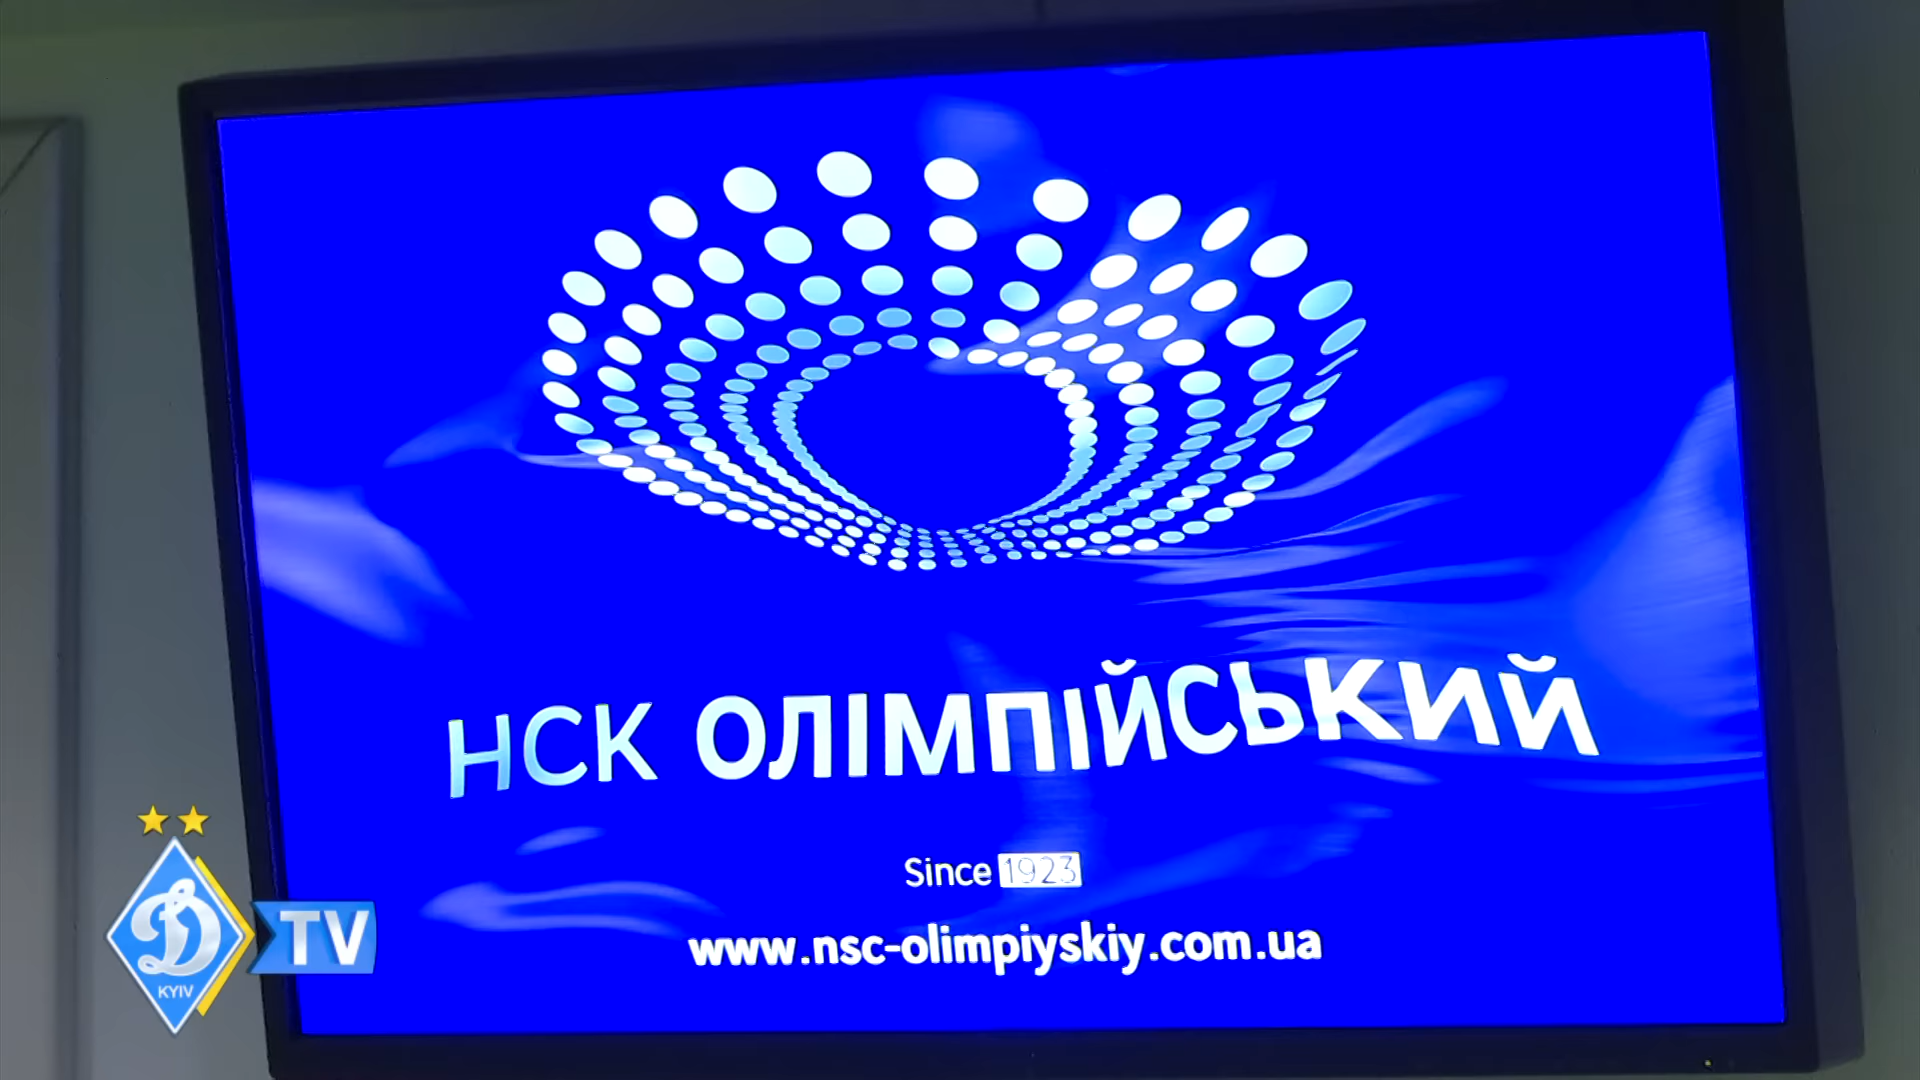 НСК ОЛІМПІЙСЬКИЙ
Since 1923
www.nsc-olimpiyskiy.com.ua
D
KYIV
TV